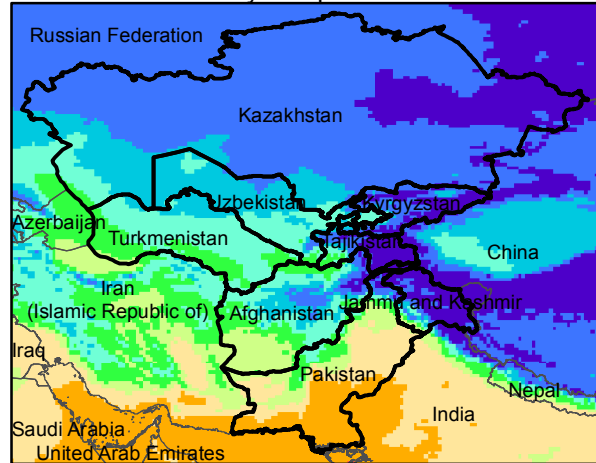 Russian Federation
Kazakhstan
Uzbekistan
Kyrgyzstan
Azerbaijan
Turkmenistan
Tajikistan
China
Iran
(Islamic Republic of)
Afghanistan
Jammu and Kashmir
Iraq
Pakistan
Nepal
India
Saudi Arabia
United Arab Emirates